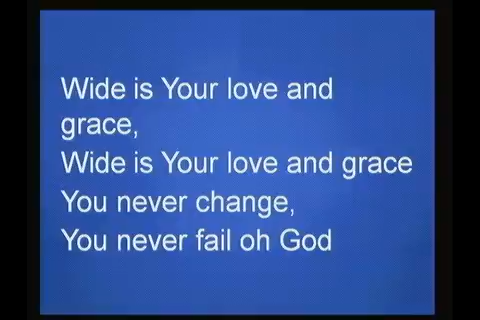 Wide is Your love and
grace,
Wide is Your love and grace
You never change,
You never fail oh God